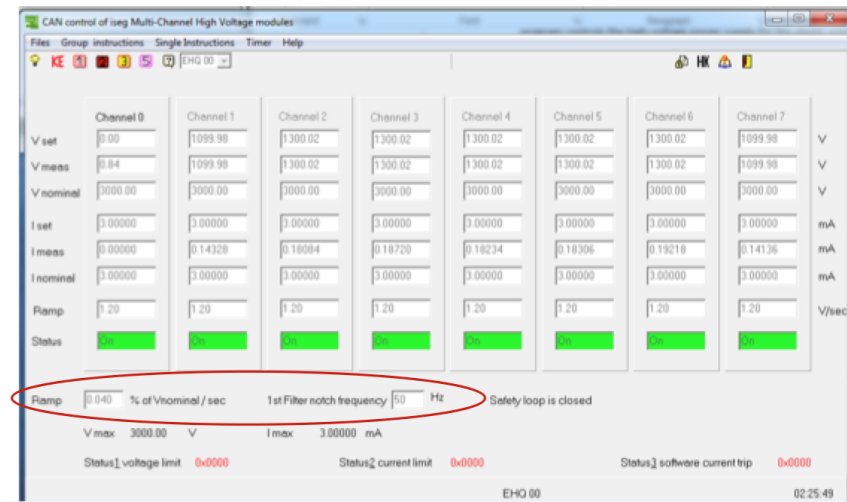 CAN control of iseg Multi-Channel High Voltage modules
Files Group instructions Single Instructions Timer Help
KE 1 2 3 5 EHQ 00 HK
Channel 0 Channel 1 Channel 2 Channel 3 Channel 4 Channel 5 Channel 6 Channel 7
V set 0.00 1099.98 1300.02 1300.02 1300.02 1300.02 1300.02 1099.98 V
V meas 0.84 1099.98 1300.02 1300.02 1300.02 1300.02 1300.02 1099.98 V
V nominal 3000.00 3000.00 3000.00 3000.00 3000.00 3000.00 3000.00 3000.00 V
I set 3.00000 3.00000 3.00000 3.00000 3.00000 3.00000 3.00000 3.00000 mA
I meas 0.00000 0.14328 0.18084 0.18720 0.18234 0.18306 0.19218 0.14136 mA
I nominal 3.00000 3.00000 3.00000 3.00000 3.00000 3.00000 3.00000 3.00000 mA
Ramp 1.20 1.20 1.20 1.20 1.20 1.20 1.20 1.20 V/sec
Status On On On On On On On On
Ramp 0.040 % of Vnominal / sec 1st Filter notch frequency 50 Hz Safety loop is closed
V max 3000.00 V I max 3.00000 mA
Status1 voltage limit 0x0000 Status2 current limit 0x0000 Status3 software current trip 0x0000
EHQ 00 02:25:49